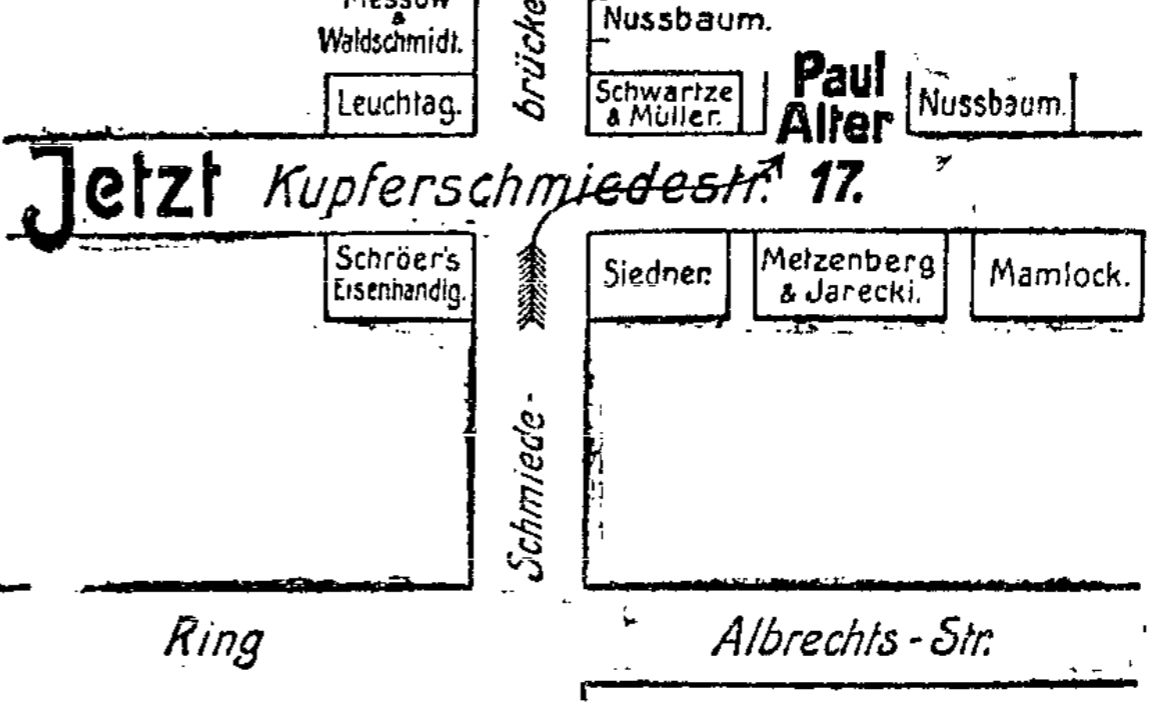 Messow
&
Waldschmidt.
Nussbaum.
Leuchtag.
brücke
Schwartze
& Müller.
Paul
Alter
Nussbaum.
Jetzt Kupferschmiedestr. 17.
Schröer's
Eisenhandlg.
Siedner.
Metzenberg
& Jarecki.
Mamlock.
Schmiede-
Ring
Albrechts-Str.